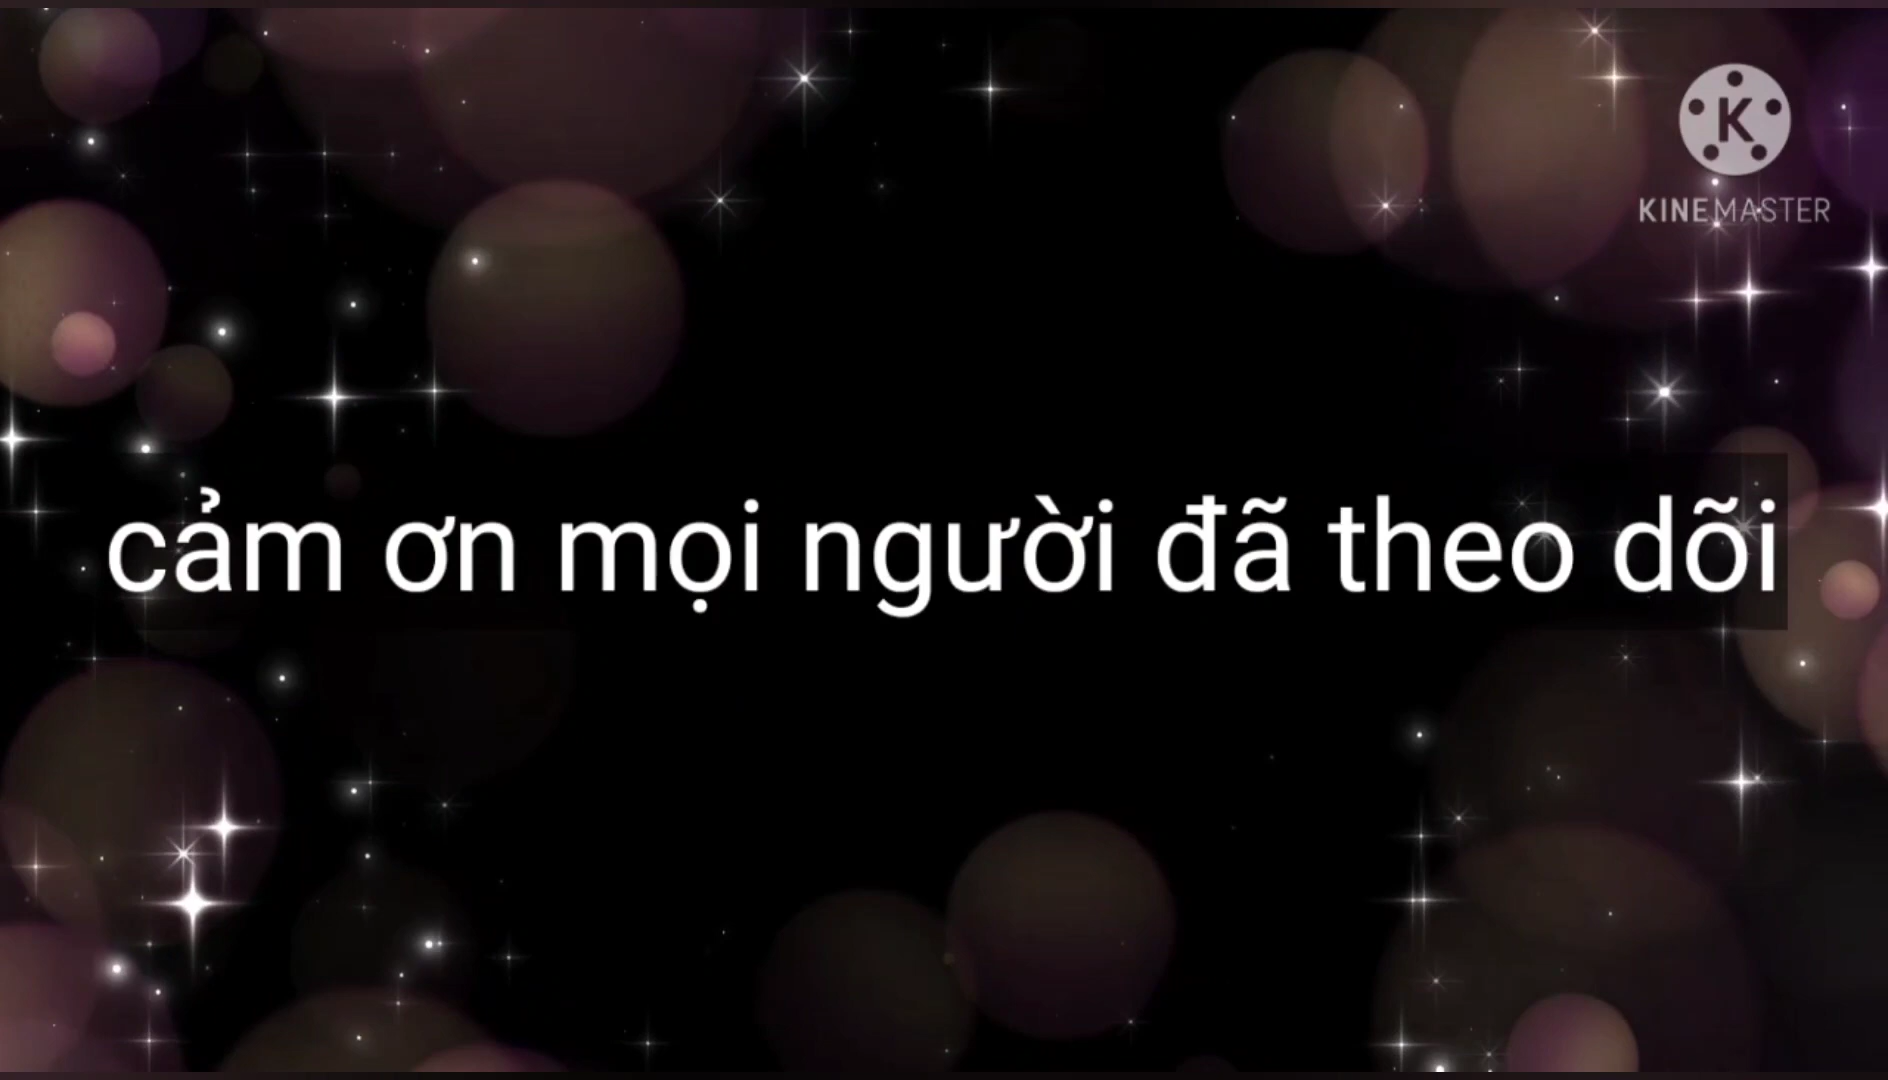 K
KINEMASTER
cảm ơn mọi người đã theo dõi